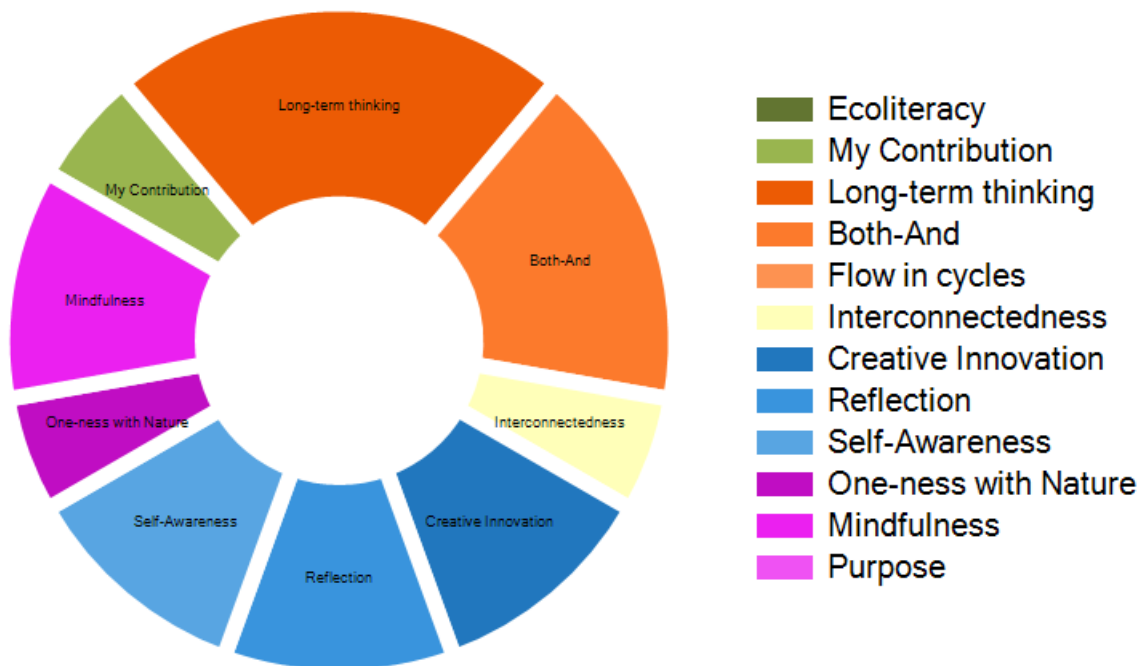 Long-term thinking
My Contribution
Both-And
Mindfulness
One-ness with Nature
Interconnectedness
Self-Awareness
Creative Innovation
Reflection
Ecoliteracy
My Contribution
Long-term thinking
Both-And
Flow in cycles
Interconnectedness
Creative Innovation
Reflection
Self-Awareness
One-ness with Nature
Mindfulness
Purpose